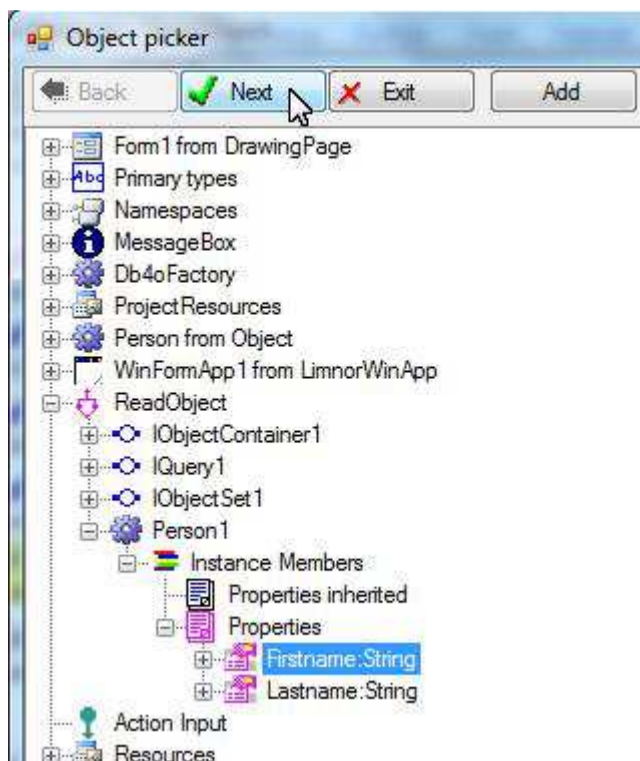 Object picker
Back Next Exit Add
Form1 from DrawingPage
Abc Primary types
Namespaces
MessageBox
Db4oFactory
ProjectResources
Person from Object
WinFormApp1 from LimnorWinApp
ReadObject
IObjectContainer1
IQuery1
IObjectSet1
Person1
Instance Members
Properties inherited
Properties
Firstname:String
Lastname:String
Action Input
Resources